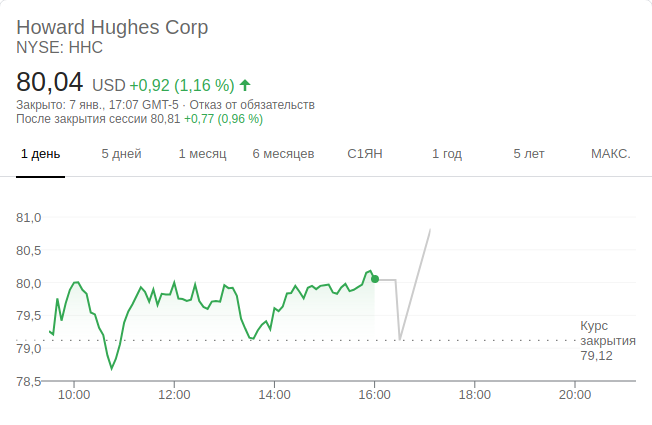 Howard Hughes Corp
NYSE: HHC
80,04 USD +0,92 (1,16 %)
Закрыто: 7 янв., 17:07 GMT-5 · Отказ от обязательств
После закрытия сессии 80,81 +0,77 (0,96 %)
1 день 5 дней 1 месяц 6 месяцев С1ЯН 1 год 5 лет МАКС.
81,0
80,5
80,0
79,5
79,0
78,5
Курс
закрытия
79,12
10:00 12:00 14:00 16:00 18:00 20:00